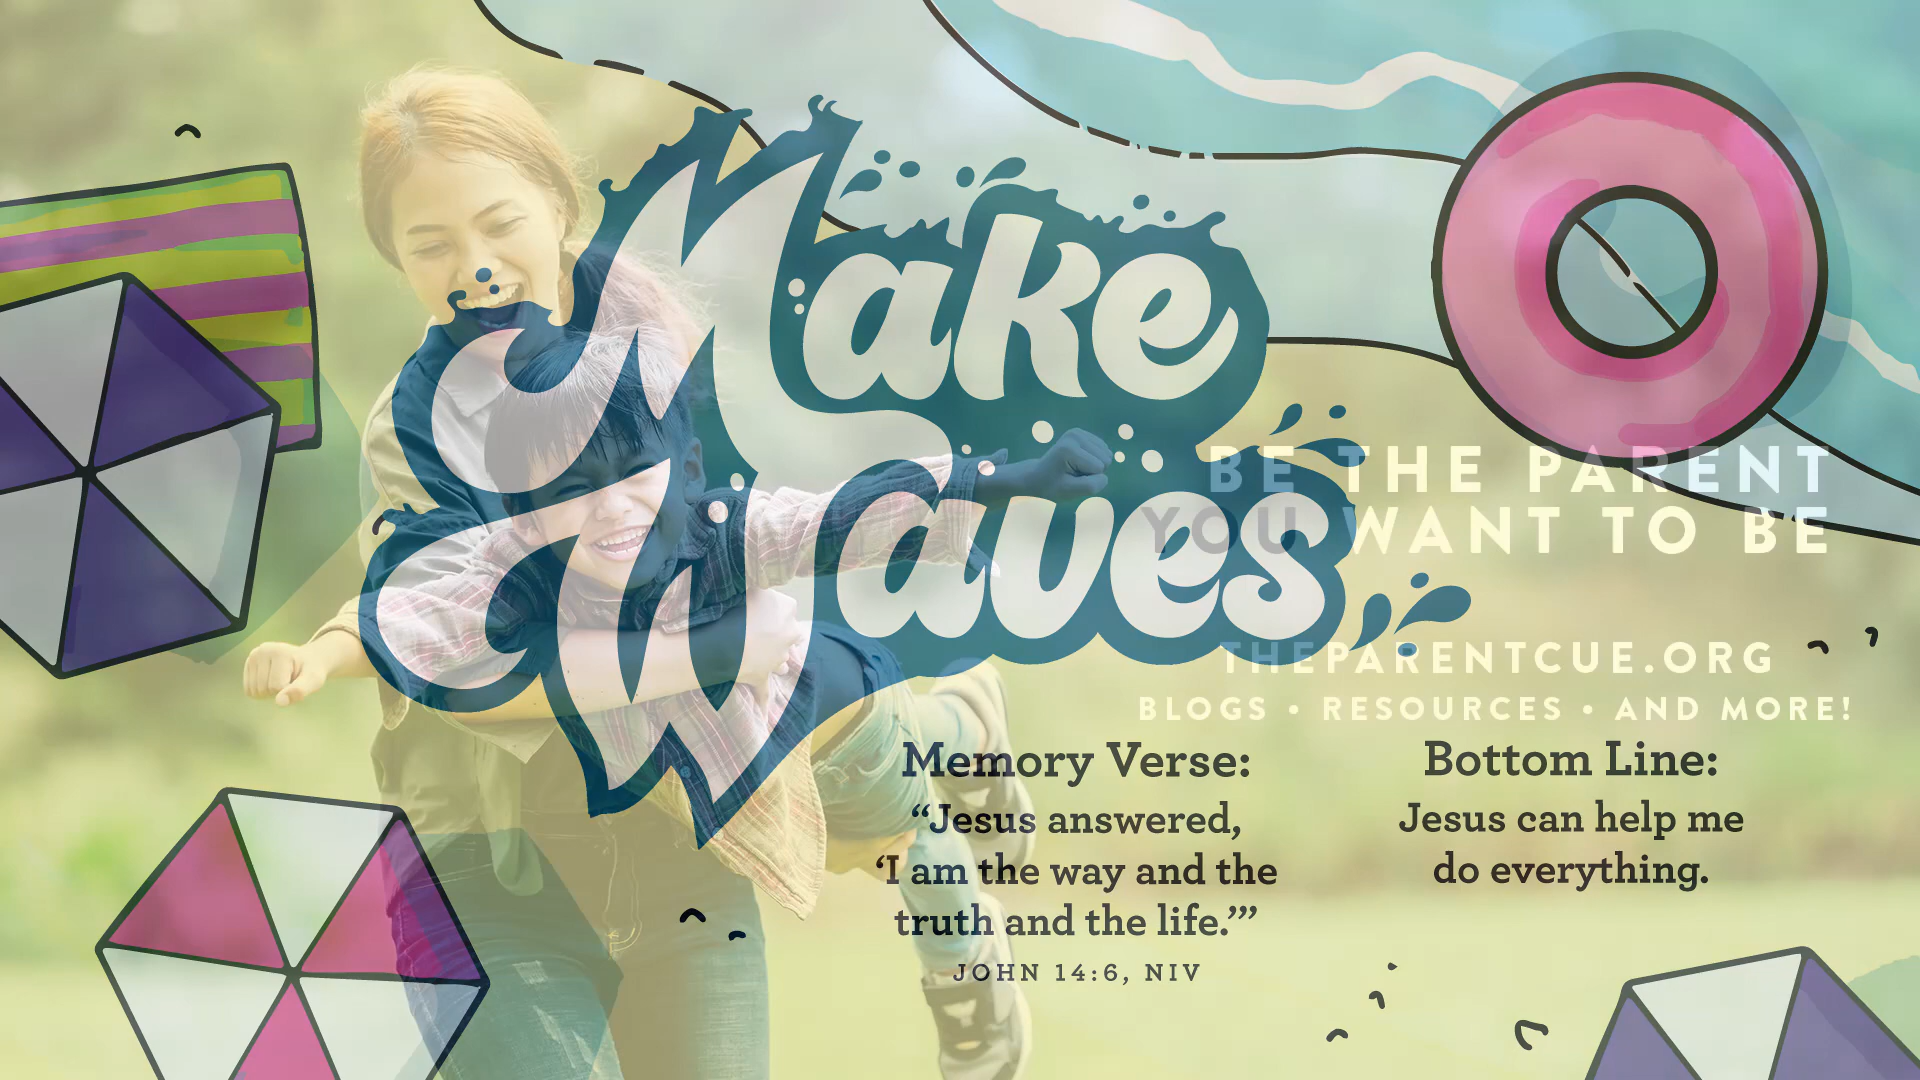 Make
Waves
BE THE PARENT
YOU WANT TO BE
THEPARENTCUE.ORG
BLOGS • RESOURCES • AND MORE!
Memory Verse:
“Jesus answered,
‘I am the way and the
truth and the life.’”
JOHN 14:6, NIV
Bottom Line:
Jesus can help me
do everything.